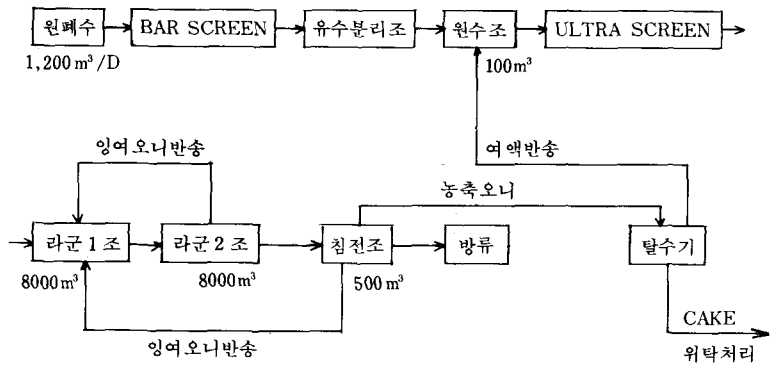 원폐수 BAR SCREEN 유수분리조 원수조 ULTRA SCREEN
1,200 m³/D 100m³
잉여오니반송 여액반송
농축오니
라군 1 조 라군 2 조 침전조 방류 탈수기
8000m³ 8000m³ 500m³
CAKE
잉여오니반송 위탁처리